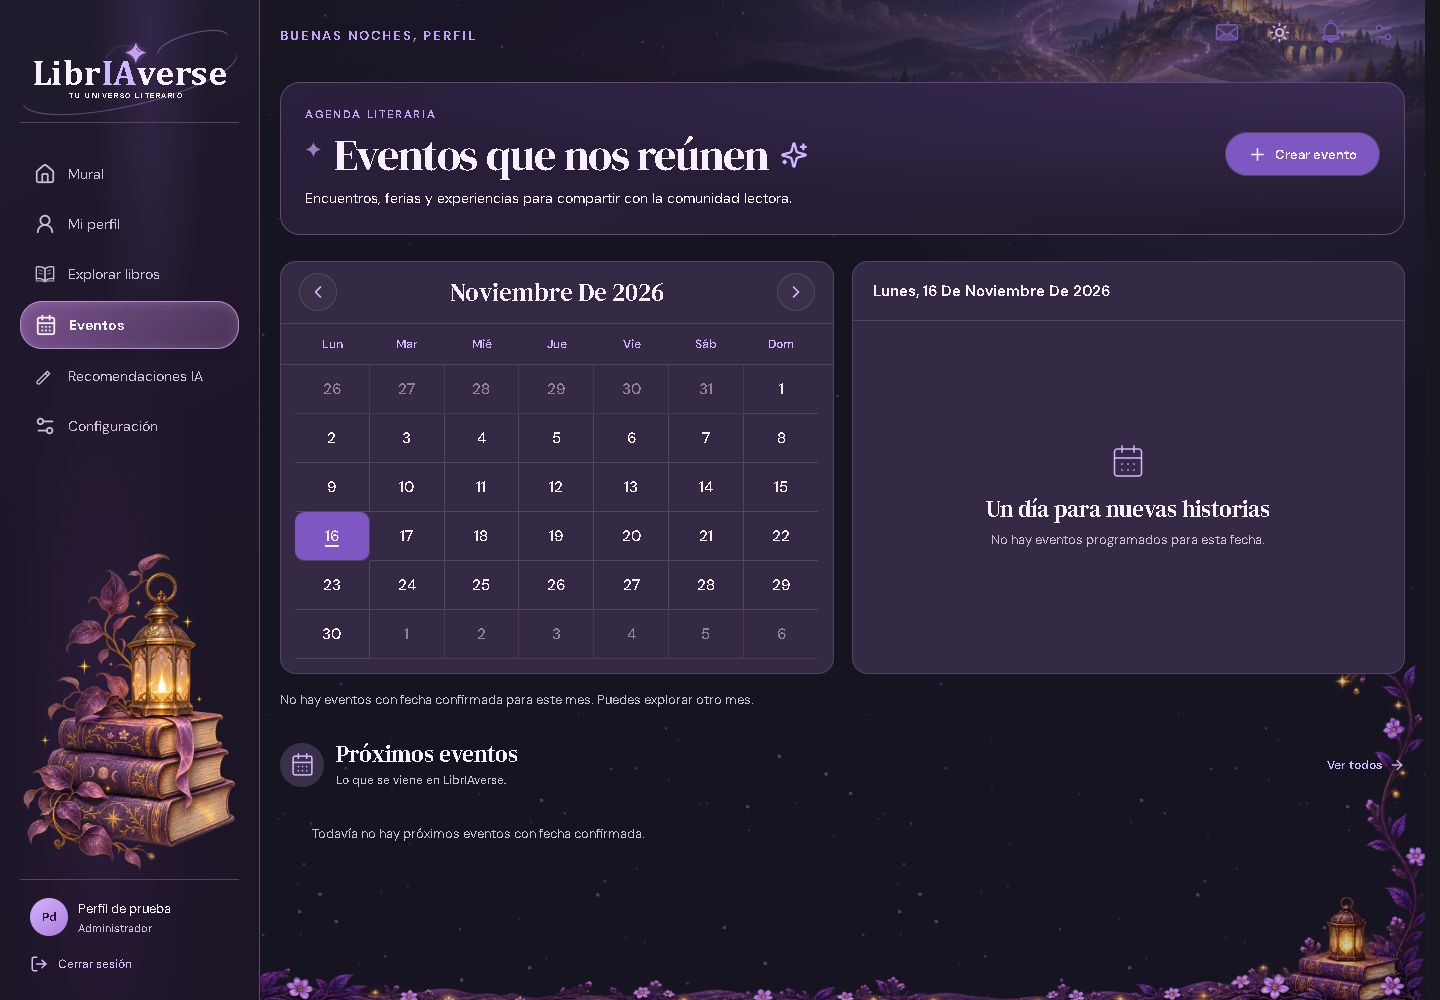 LibrIAverse
TU UNIVERSO LITERARIO
Mural
Mi perfil
Explorar libros
Eventos
Recomendaciones IA
Configuración
Pd
Perfil de prueba
Administrador
Cerrar sesión
BUENAS NOCHES, PERFIL
AGENDA LITERARIA
Eventos que nos reúnen
Encuentros, ferias y experiencias para compartir con la comunidad lectora.
Crear evento
Noviembre De 2026
Lun Mar Mié Jue Vie Sáb Dom
26 27 28 29 30 31 1
2 3 4 5 6 7 8
9 10 11 12 13 14 15
16 17 18 19 20 21 22
23 24 25 26 27 28 29
30 1 2 3 4 5 6
Lunes, 16 De Noviembre De 2026
Un día para nuevas historias
No hay eventos programados para esta fecha.
No hay eventos con fecha confirmada para este mes. Puedes explorar otro mes.
Próximos eventos
Lo que se viene en LibrIAverse.
Ver todos
Todavía no hay próximos eventos con fecha confirmada.